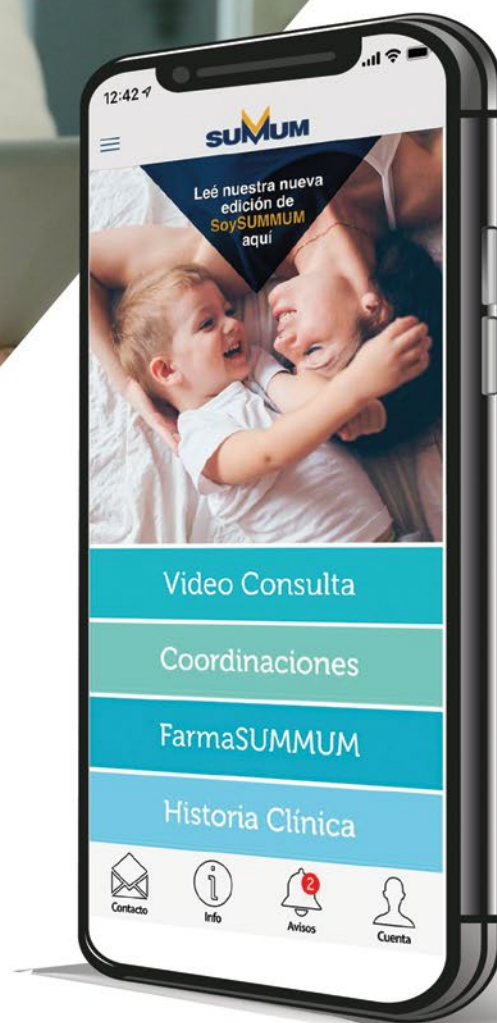 12:42
SUMMUM
Leé nuestra nueva
edición de
SoySUMMUM
aquí
Video Consulta
Coordinaciones
FarmaSUMMUM
Historia Clínica
2
Contacto
Info
Avisos
Cuenta